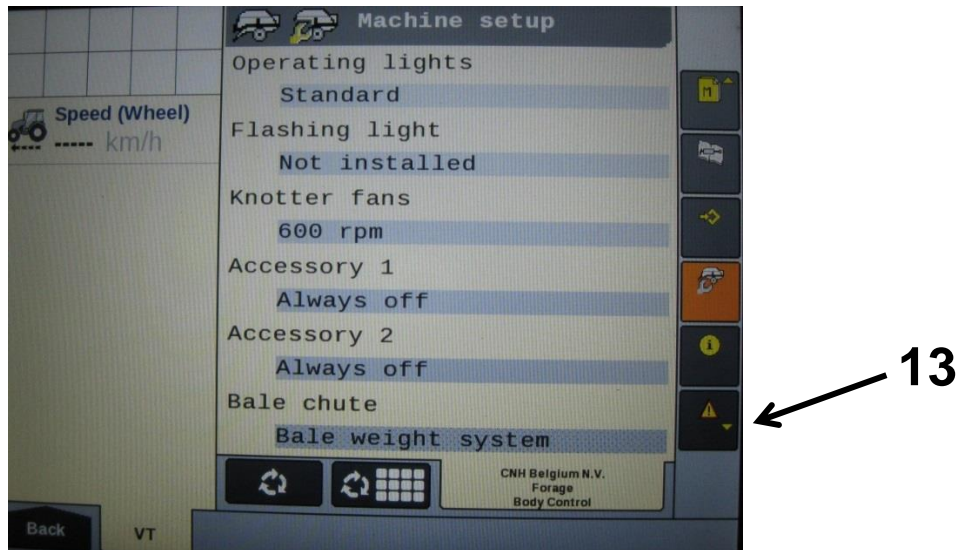 Machine setup
Operating lights
Standard
Speed (Wheel)
----- km/h
Flashing light
Not installed
Knotter fans
600 rpm
Accessory 1
Always off
Accessory 2
Always off
Bale chute
Bale weight system
M
i
13
CNH Belgium N.V.
Forage
Body Control
Back
VT